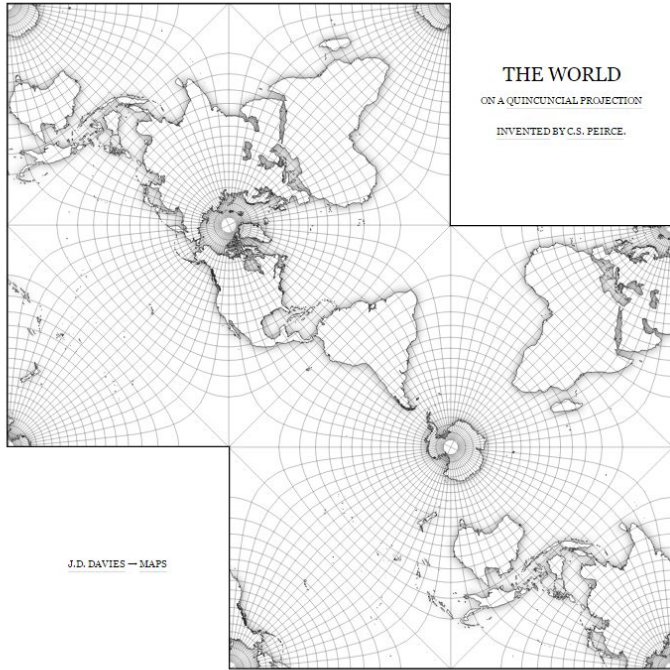 THE WORLD
ON A QUINCUNCIAL PROJECTION
INVENTED BY C.S. PEIRCE.
J.D. DAVIES — MAPS